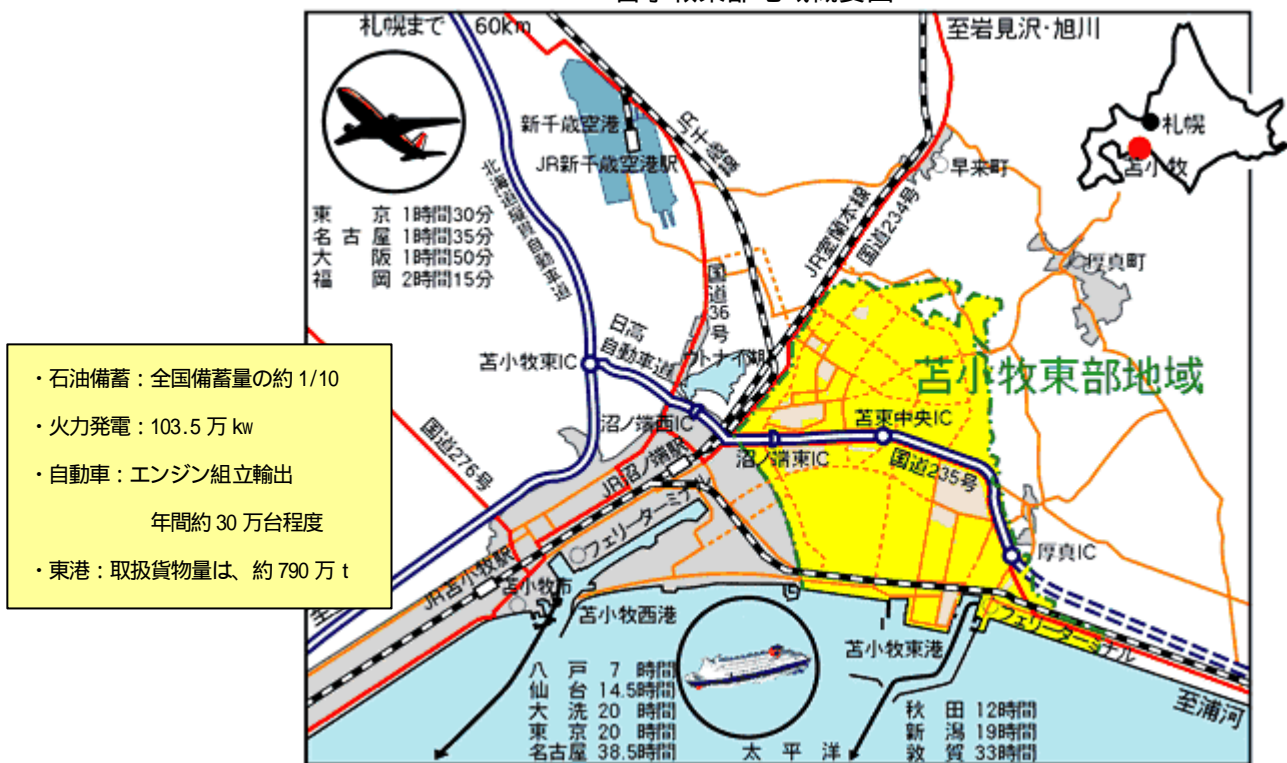 札幌まで 60km
至岩見沢・旭川
札幌
苫小牧
新千歳空港
JR新千歳空港駅
JR千歳線
早来町
JR室蘭本線
国道234号
厚真町
東京 1時間30分
名古屋 1時間35分
大阪 1時間50分
福岡 2時間15分
国道36号
日高自動車道
苫小牧東IC
ウトナイ湖
苫小牧東部地域
・石油備蓄：全国備蓄量の約 1/10
・火力発電：103.5 万 kw
・自動車：エンジン組立輸出
年間約 30 万台程度
・東港：取扱貨物量は、約 790 万 t
国道276号
沼ノ端西IC
苫東中央IC
JR沼ノ端駅
沼ノ端東IC
国道235号
フェリーターミナル
厚真IC
JR苫小牧駅
苫小牧市
苫小牧西港
苫小牧東港
フェリーターミナル
至浦河
八戸 7 時間
仙台 14.5時間
大洗 20 時間
東京 20 時間
名古屋 38.5時間
太平洋
秋田 12時間
新潟 19時間
敦賀 33時間